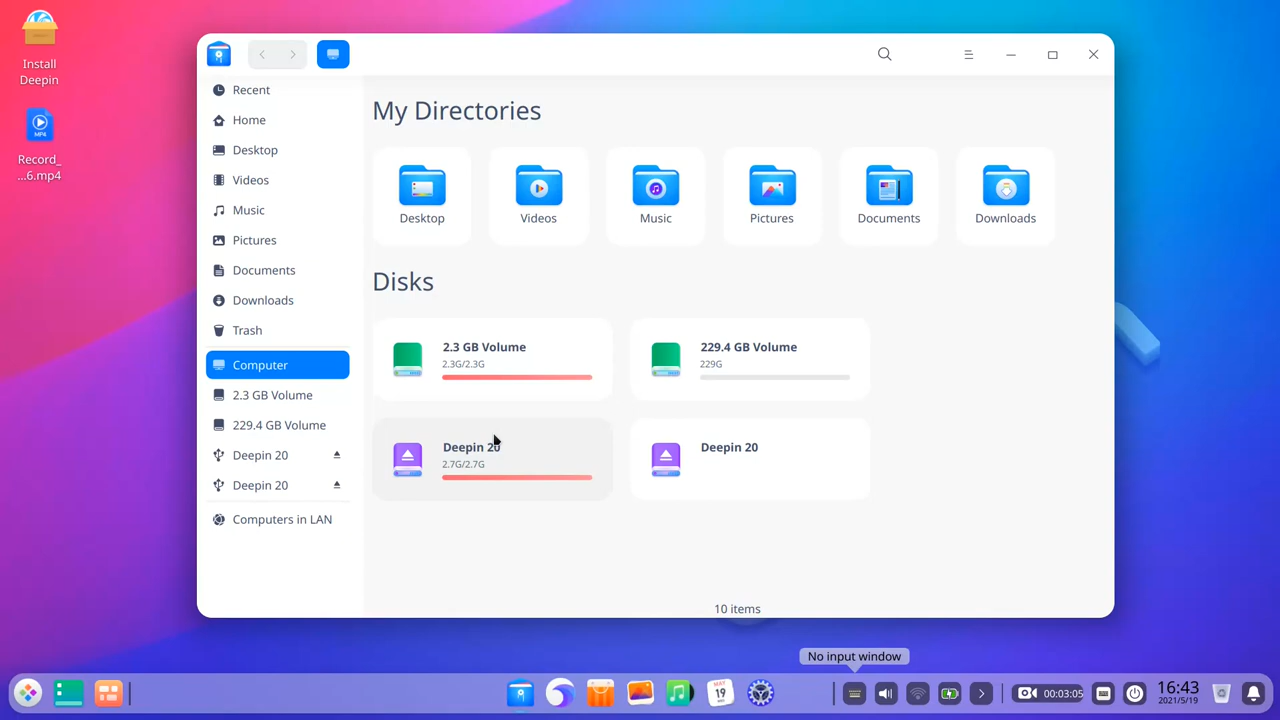 Install
Deepin
MP4
Record_
...6.mp4
Recent
Home
Desktop
Videos
Music
Pictures
Documents
Downloads
Trash
Computer
2.3 GB Volume
229.4 GB Volume
Deepin 20
Deepin 20
Computers in LAN
My Directories
Desktop
Videos
Music
Pictures
Documents
Downloads
Disks
2.3 GB Volume
2.3G/2.3G
229.4 GB Volume
229G
Deepin 20
2.7G/2.7G
Deepin 20
10 items
No input window
MAY
19
00:03:05
16:43
2021/5/19